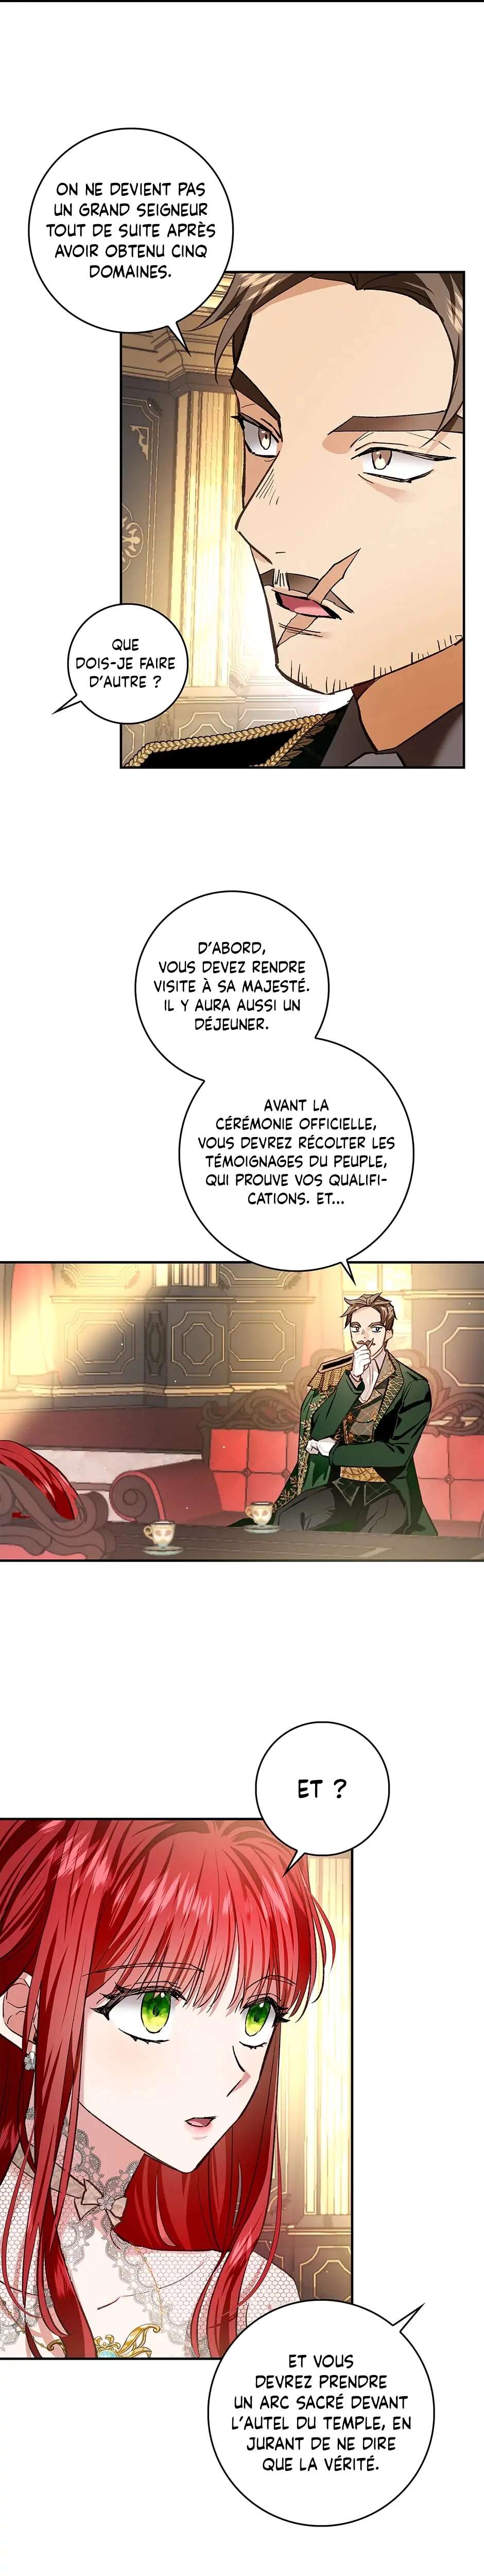 ON NE DEVIENT PAS
UN GRAND SEIGNEUR
TOUT DE SUITE APRÈS
AVOIR OBTENU CINQ
DOMAINES.
QUE
DOIS-JE FAIRE
D'AUTRE ?
D'ABORD,
VOUS DEVEZ RENDRE
VISITE À SA MAJESTÉ.
IL Y AURA AUSSI UN
DÉJEUNER.
AVANT LA
CÉRÉMONIE OFFICIELLE,
VOUS DEVREZ RÉCOLTER LES
TÉMOIGNAGES DU PEUPLE,
QUI PROUVE VOS QUALIFI-
CATIONS. ET...
ET ?
ET VOUS
DEVREZ PRENDRE
UN ARC SACRÉ DEVANT
L'AUTEL DU TEMPLE, EN
JURANT DE NE DIRE
QUE LA VÉRITÉ.